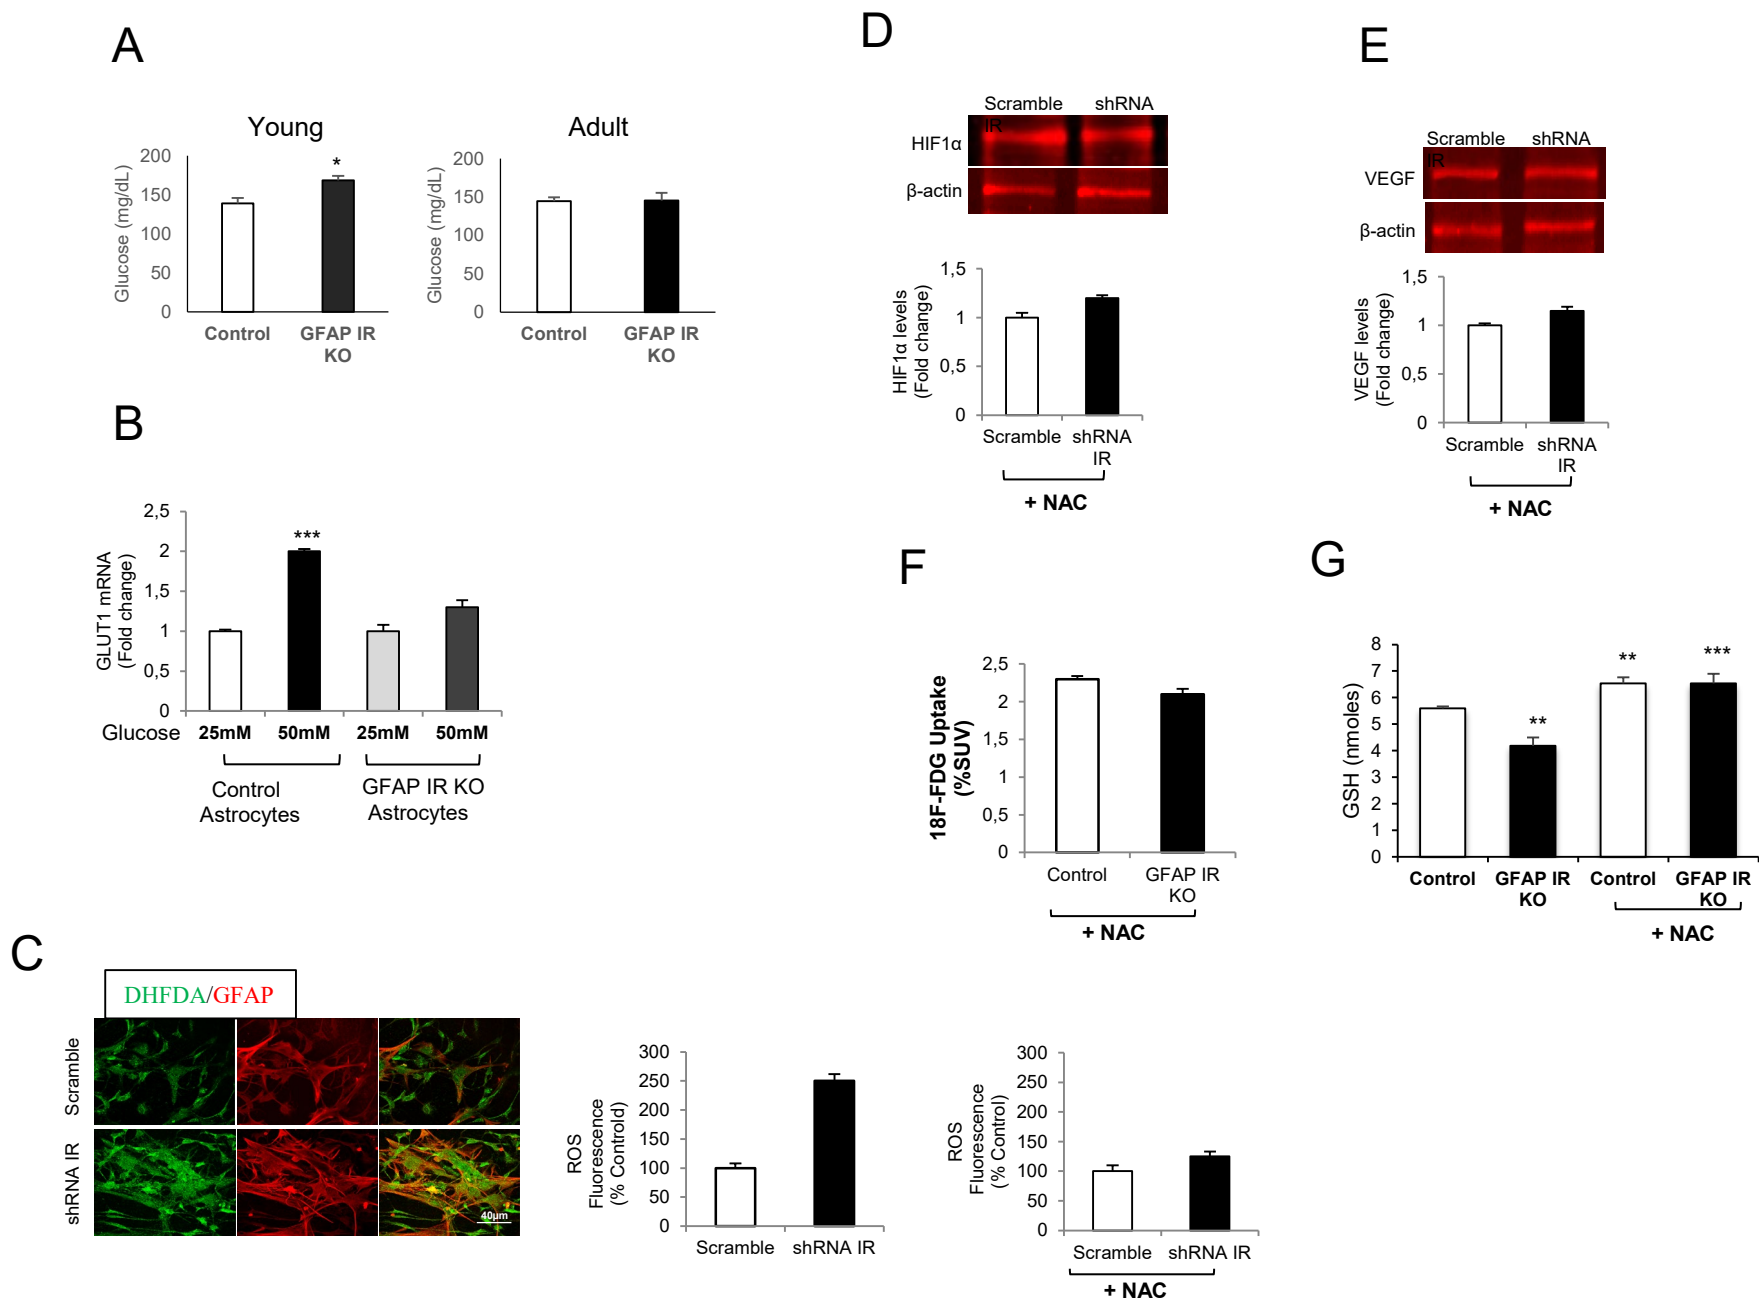 A
Young
Glucose (mg/dL)
200
150
100
50
0
*
Control
GFAP IR
KO
Adult
Glucose (mg/dL)
200
150
100
50
0
Control
GFAP IR
KO
B
GLUT1 mRNA
(Fold change)
2,5
2
1,5
1
0,5
0
***
Glucose
25mM
50mM
25mM
50mM
Control
Astrocytes
GFAP IR KO
Astrocytes
C
DHFDA/GFAP
Scramble
shRNA IR
40µm
ROS
Fluorescence
(% Controld)
300
250
200
150
100
50
0
Scramble
shRNA IR
ROS
Fluorescence
(% Control)
300
250
200
150
100
50
0
Scramble
shRNA IR
+ NAC
D
Scramble
shRNA
IR
HIF1α
β-actin
HIF1α levels
(Fold change)
1,5
1
0,5
0
Scramble
shRNA
IR
+ NAC
E
Scramble
shRNA
IR
VEGF
β-actin
VEGF levels
(Fold change)
1,5
1
0,5
0
Scramble
shRNA
IR
+ NAC
F
18F-FDG Uptake
(%SUV)
2,5
2
1,5
1
0,5
0
Control
GFAP IR
KO
+ NAC
G
GSH (nmoles)
8
7
6
5
4
3
2
1
0
**
**
***
Control
GFAP IR
KO
Control
GFAP IR
KO
+ NAC